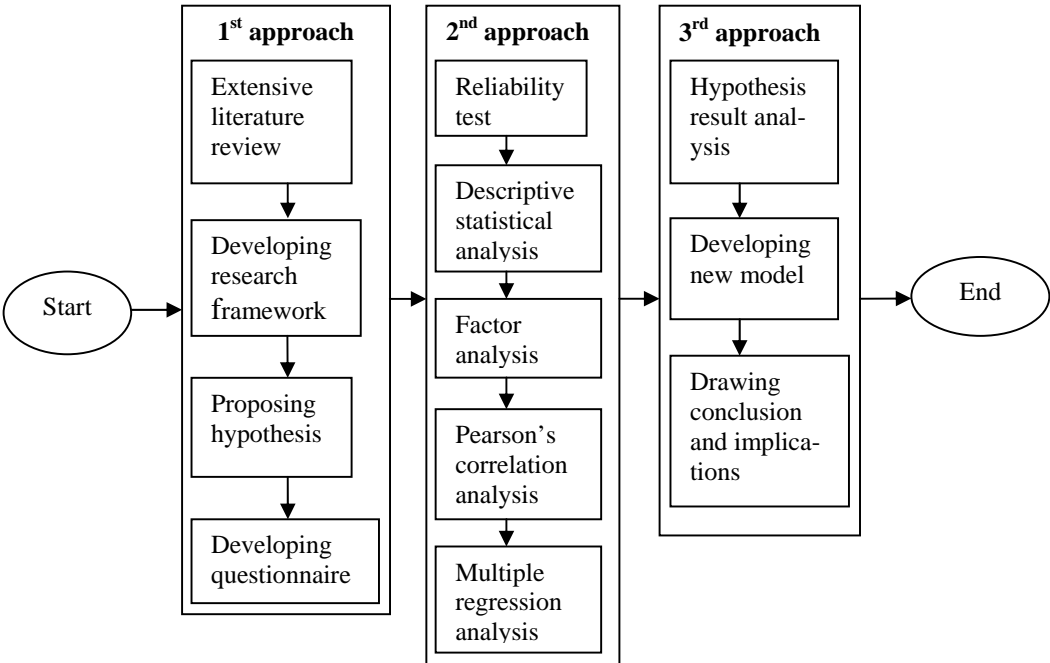 Start
1st approach
Extensive
literature
review
Developing
research
framework
Proposing
hypothesis
Developing
questionnaire
2nd approach
Reliability
test
Descriptive
statistical
analysis
Factor
analysis
Pearson’s
correlation
analysis
Multiple
regression
analysis
3rd approach
Hypothesis
result anal-
ysis
Developing
new model
Drawing
conclusion
and implica-
tions
End